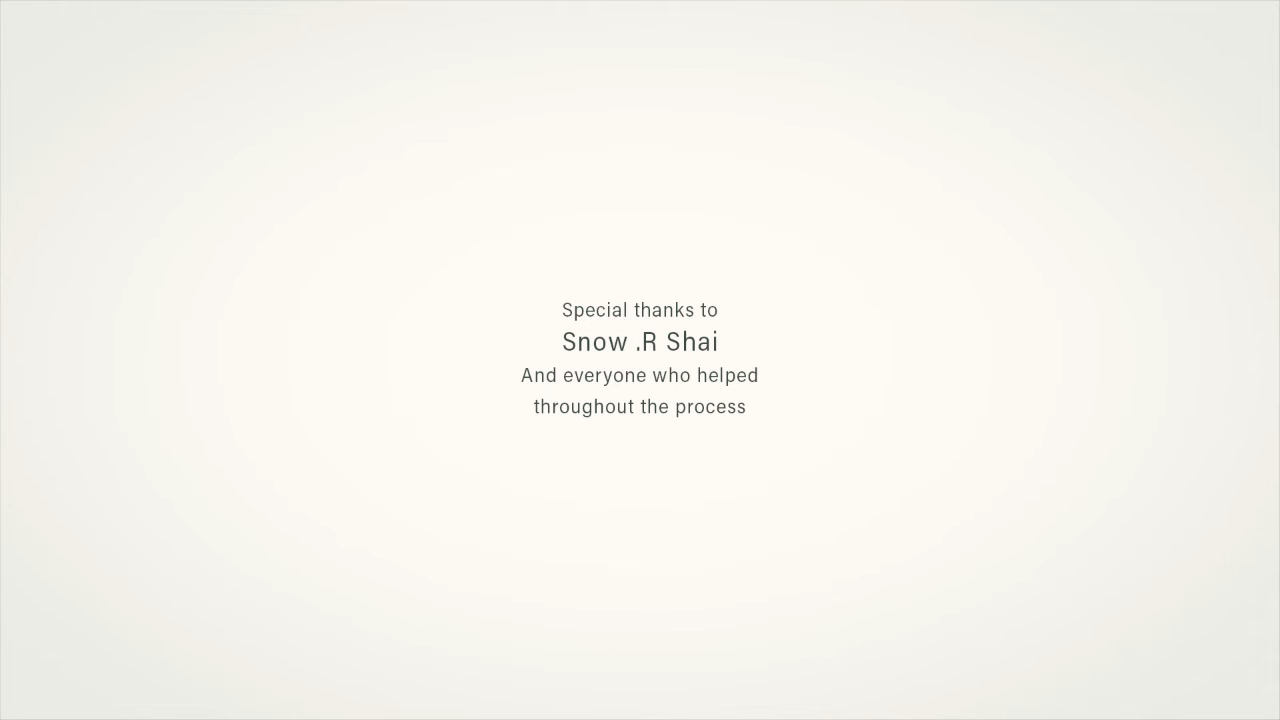 Special thanks to
Snow .R Shai
And everyone who helped
throughout the process